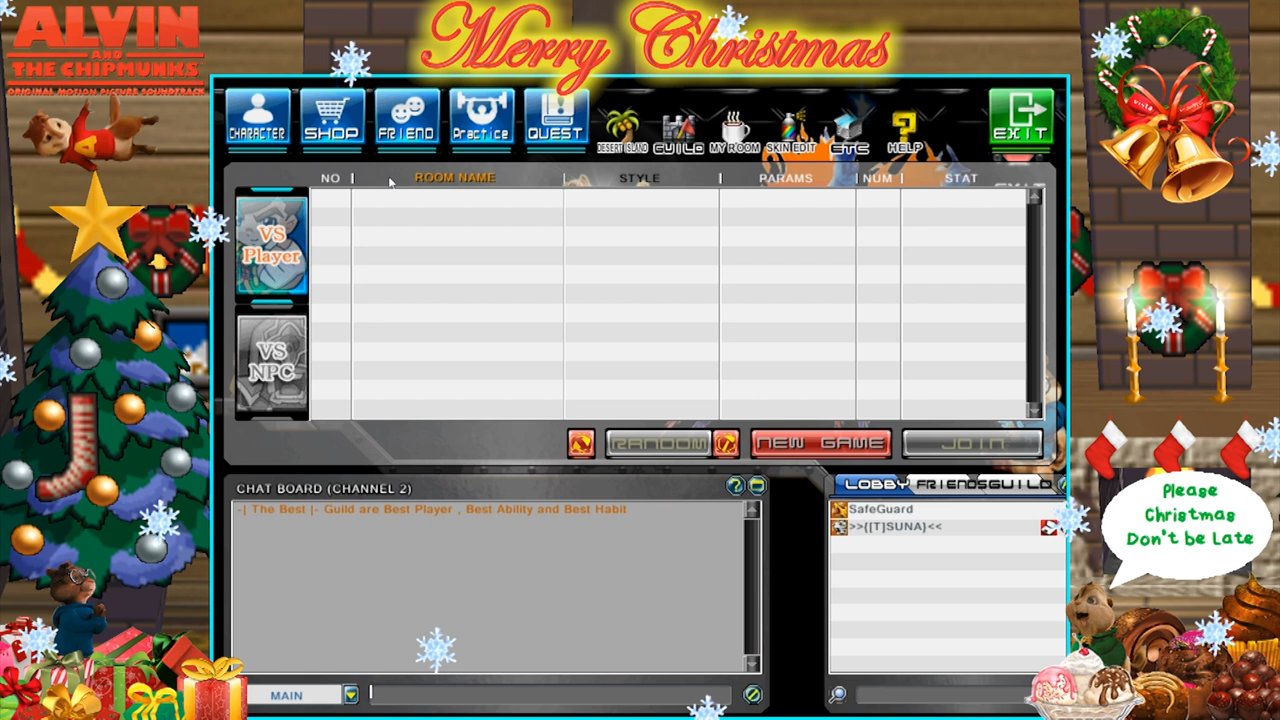 ALVIN
AND
THE CHIPMUNKS
ORIGINAL MOTION PICTURE SOUNDTRACK
Merry Christmas
CHARACTER
SHOP
FRIEND
Practice
QUEST
DESERT ISLAND
GUILD
MY ROOM
SKIN EDIT
ETC
HELP
EXIT
NO
ROOM NAME
STYLE
PARAMS
NUM
STAT
VS
Player
VS
NPC
RANDOM
NEW GAME
JOIN
CHAT BOARD (CHANNEL 2)
-| The Best |- Guild are Best Player , Best Ability and Best Habit
LOBBY
FRIENDS
GUILD
SafeGuard
>>{[T]SUNA}<<
MAIN
Please
Christmas
Don't be Late